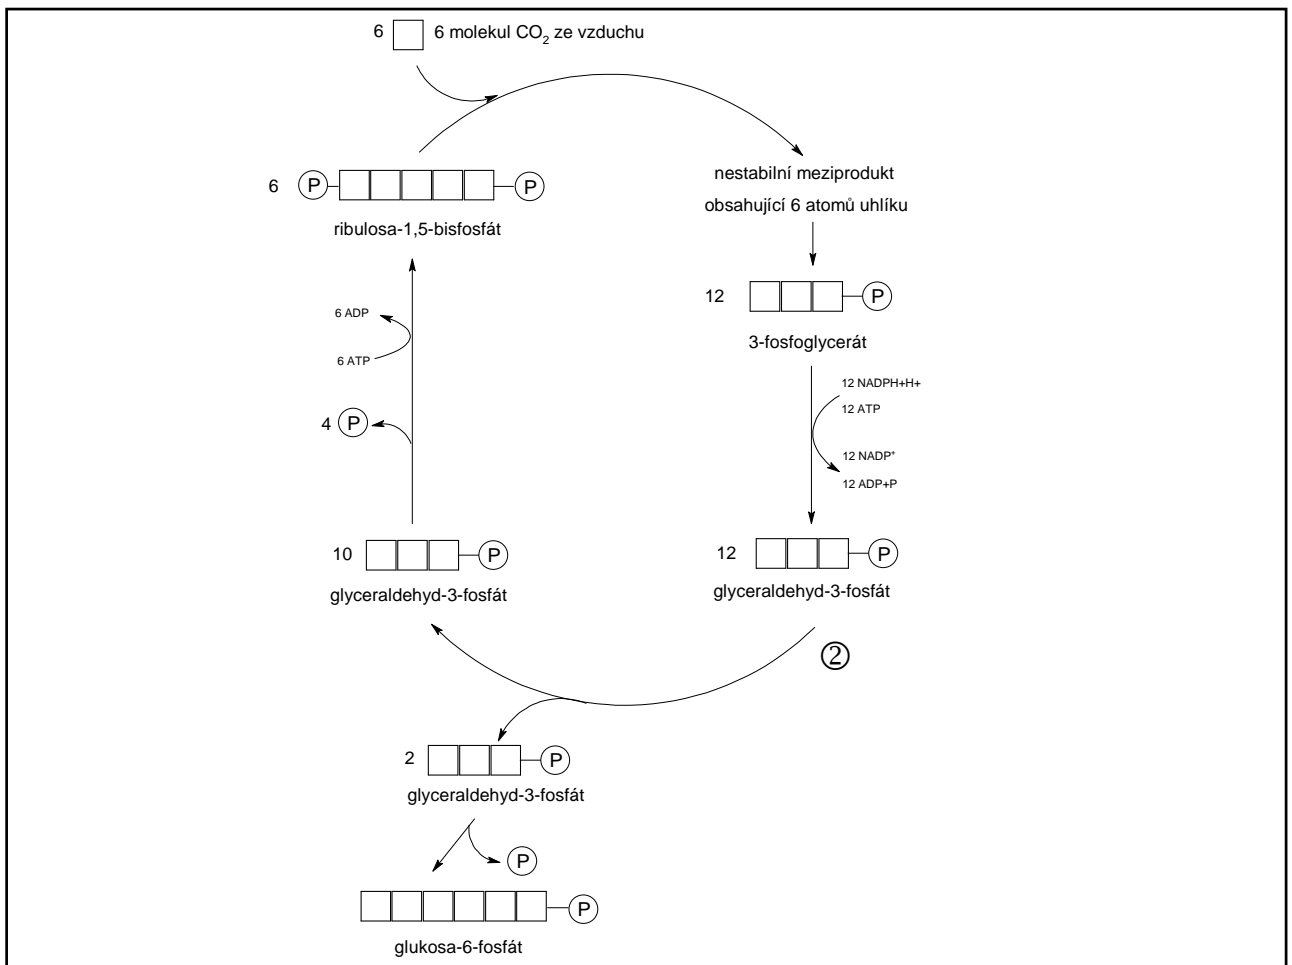 6 6 molekul CO2 ze vzduchu
6 P P
ribulosa-1,5-bisfosfát
nestabilní meziprodukt
obsahující 6 atomů uhlíku
12 P
3-fosfoglycerát
6 ADP
6 ATP
4 P
12 NADPH+H+
12 ATP
12 NADP+
12 ADP+P
10 P
glyceraldehyd-3-fosfát
12 P
glyceraldehyd-3-fosfát
②
2 P
glyceraldehyd-3-fosfát
P
P
glukosa-6-fosfát